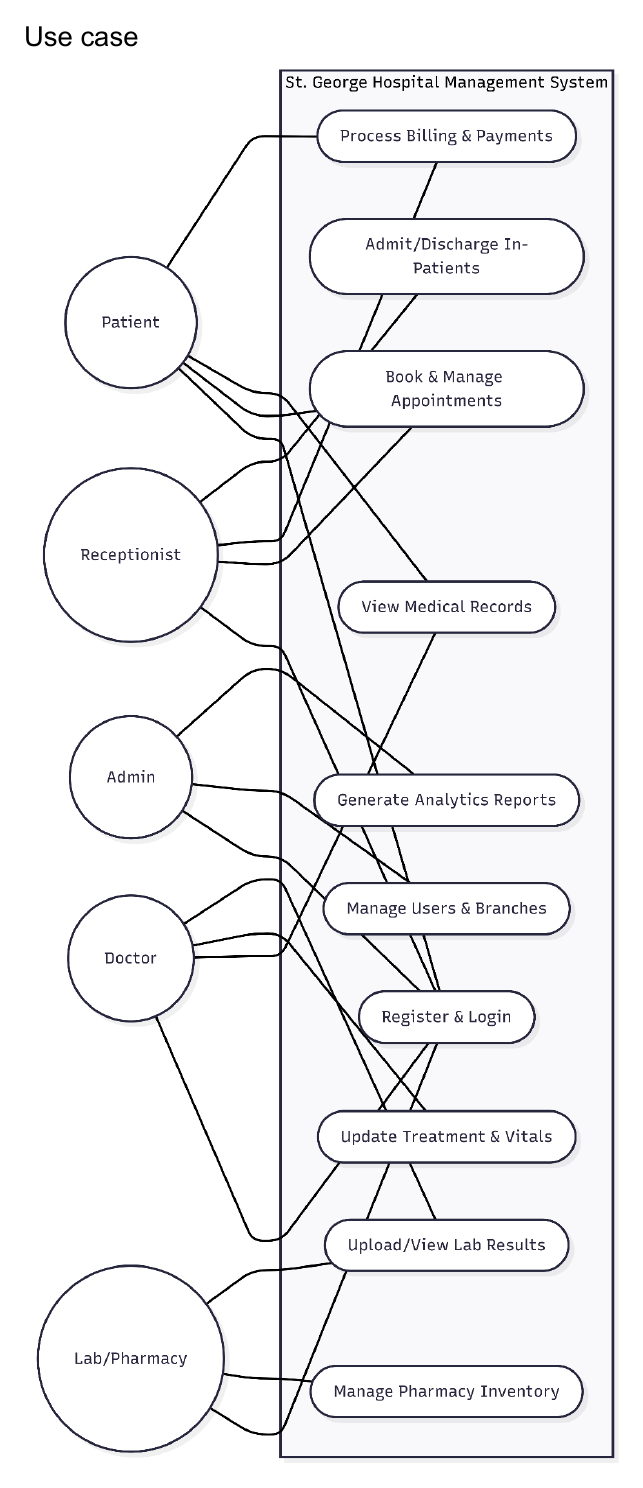 Use case
St. George Hospital Management System
Process Billing & Payments
Admit/Discharge In-
Patients
Patient
Book & Manage
Appointments
Receptionist
View Medical Records
Admin
Generate Analytics Reports
Manage Users & Branches
Doctor
Register & Login
Update Treatment & Vitals
Upload/View Lab Results
Lab/Pharmacy
Manage Pharmacy Inventory